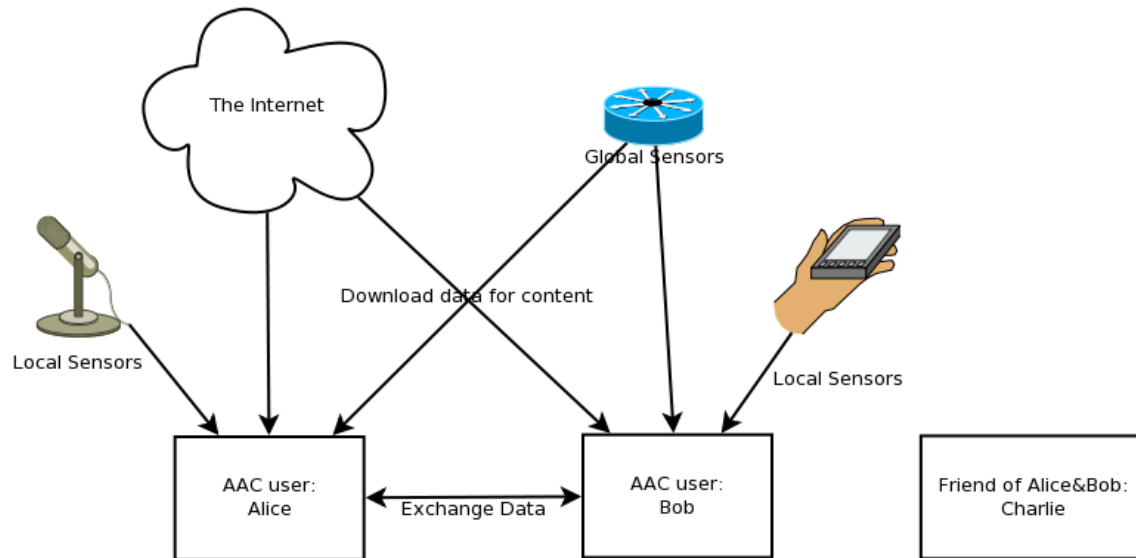 The Internet
Global Sensors
Download data for content
Local Sensors
Local Sensors
AAC user:
Alice
Exchange Data
AAC user:
Bob
Friend of Alice&Bob:
Charlie